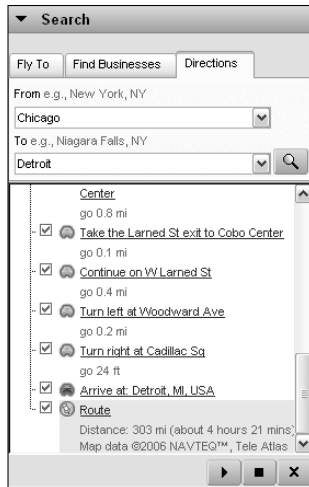 Search
Fly To Find Businesses Directions
From e.g., New York, NY
Chicago
To e.g., Niagara Falls, NY
Detroit
Center
go 0.8 mi
Take the Larned St exit to Cobo Center
go 0.1 mi
Continue on W Larned St
go 0.4 mi
Turn left at Woodward Ave
go 0.2 mi
Turn right at Cadillac Sq
go 24 ft
Arrive at: Detroit, MI, USA
Route
Distance: 303 mi (about 4 hours 21 mins)
Map data ©2006 NAVTEQ™, Tele Atlas